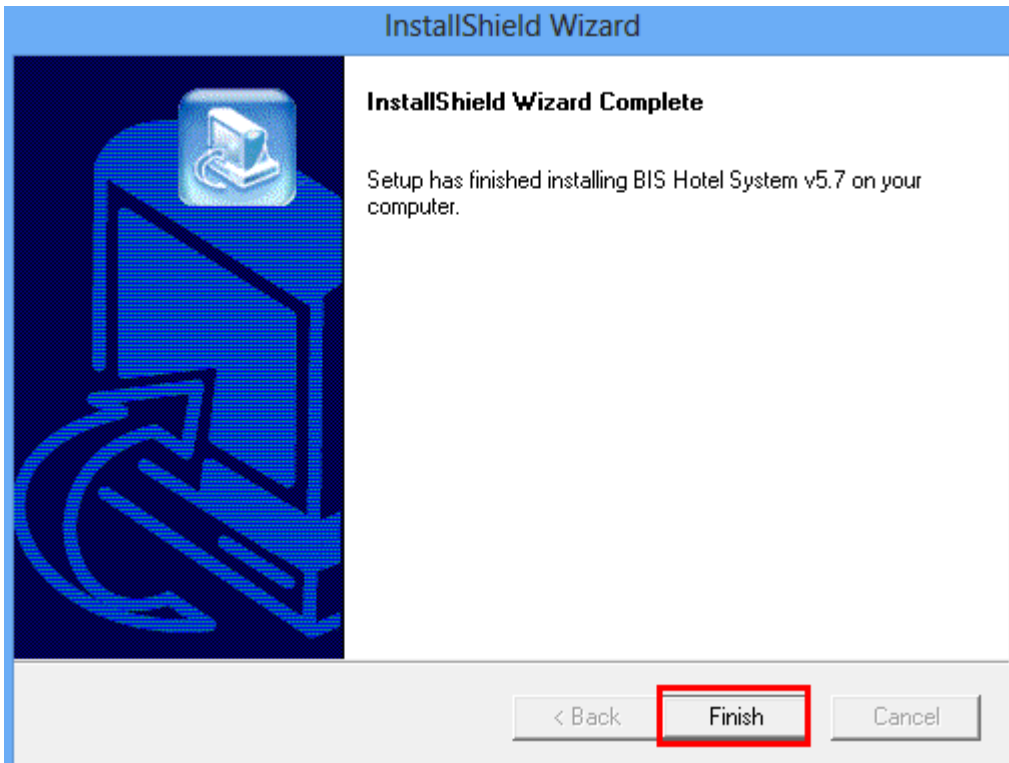 InstallShield Wizard
InstallShield Wizard Complete
Setup has finished installing BIS Hotel System v5.7 on your
computer.
< Back
Finish
Cancel